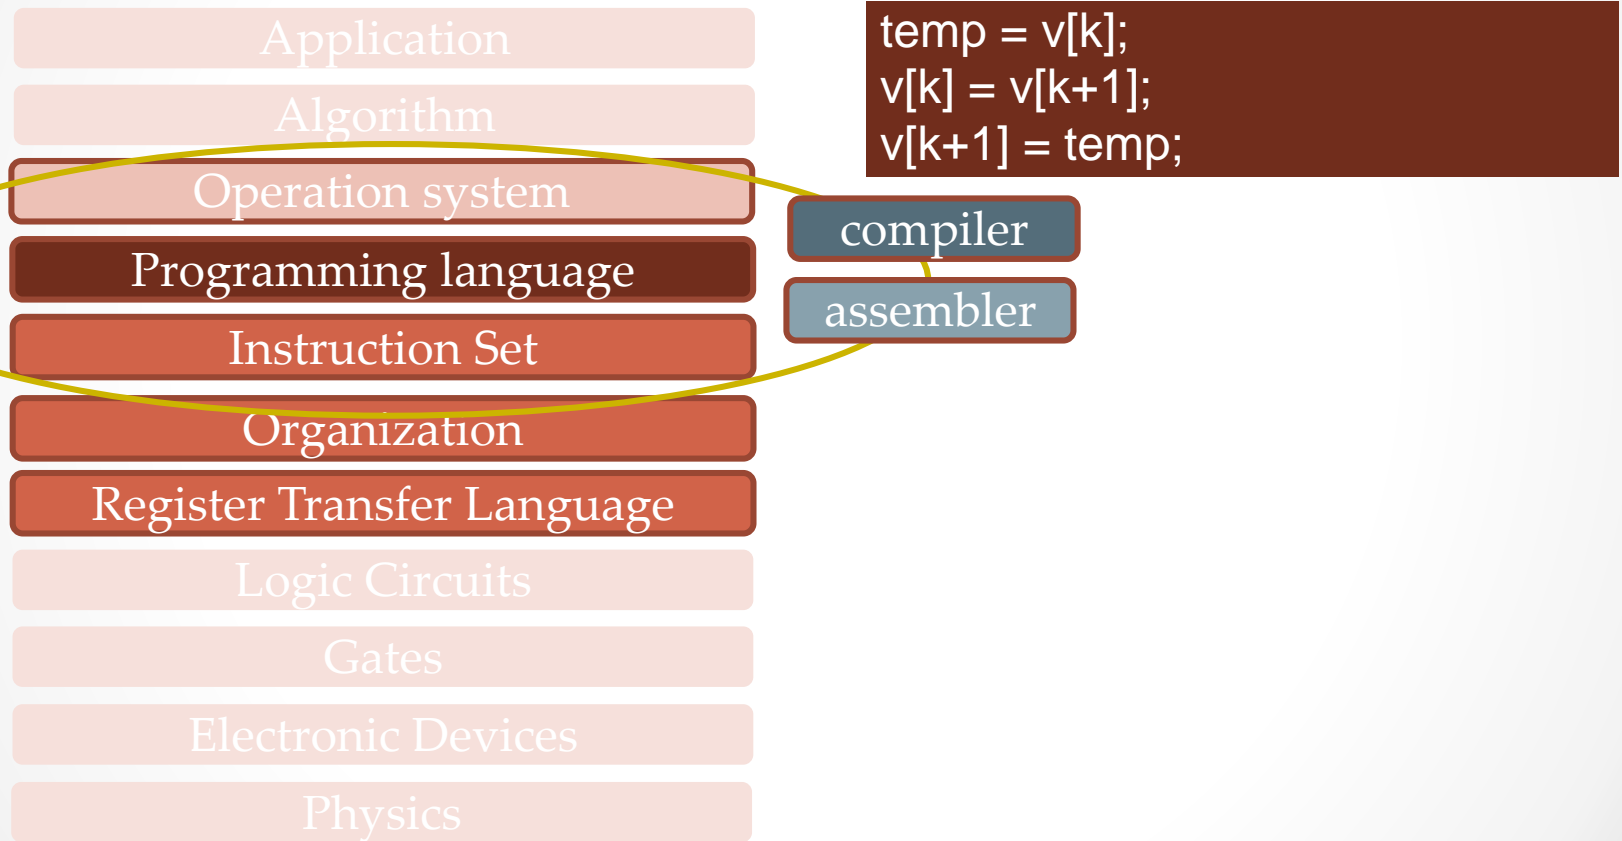 Application
Algorithm
Operation system
Programming language
Instruction Set
Organization
Register Transfer Language
Logic Circuits
Gates
Electronic Devices
Physics
compiler
assembler
temp = v[k];
v[k] = v[k+1];
v[k+1] = temp;